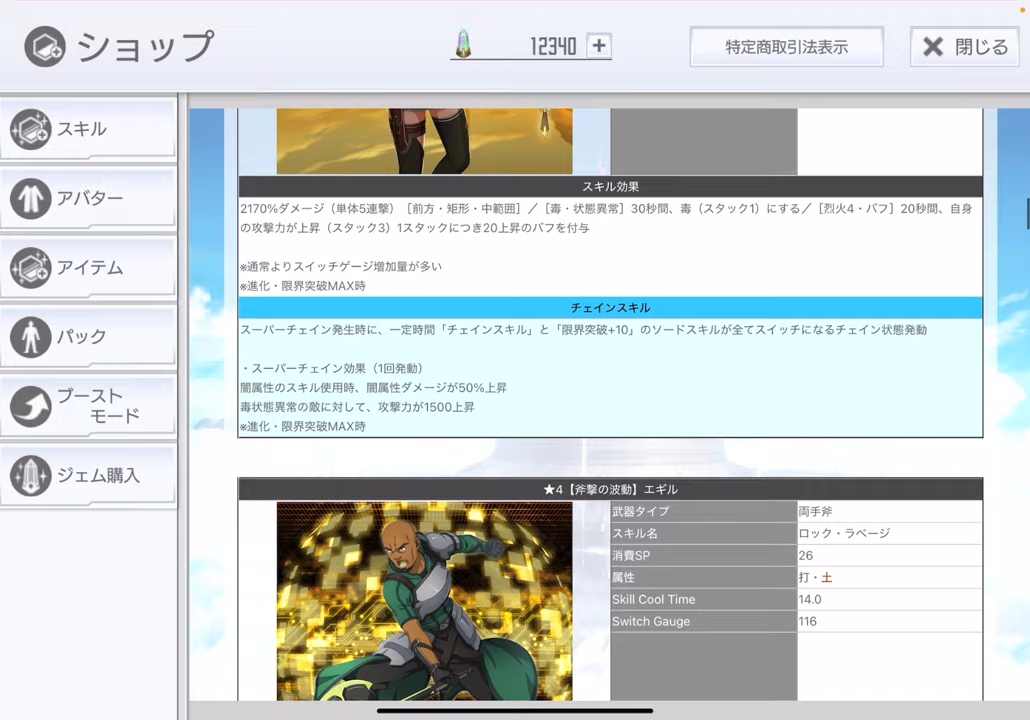 ショップ
12340
特定商取引法表示
閉じる
スキル
アバター
アイテム
パック
ブースト
モード
ジェム購入
スキル効果
2170%ダメージ（単体5連撃）［前方・矩形・中範囲］／［毒・状態異常］30秒間、毒（スタック1）にする／［烈火4・バフ］20秒間、自身
の攻撃力が上昇（スタック3）1スタックにつき20上昇のバフを付与
※通常よりスイッチゲージ増加量が多い
※進化・限界突破MAX時
チェインスキル
スーパーチェイン発生時に、一定時間「チェインスキル」と「限界突破+10」のソードスキルが全てスイッチになるチェイン状態発動
・スーパーチェイン効果（1回発動）
闇属性のスキル使用時、闇属性ダメージが50%上昇
毒状態異常の敵に対して、攻撃力が1500上昇
※進化・限界突破MAX時
★4【斧撃の波動】エギル
武器タイプ 両手斧
スキル名 ロック・ラベージ
消費SP 26
属性 打・土
Skill Cool Time 14.0
Switch Gauge 116